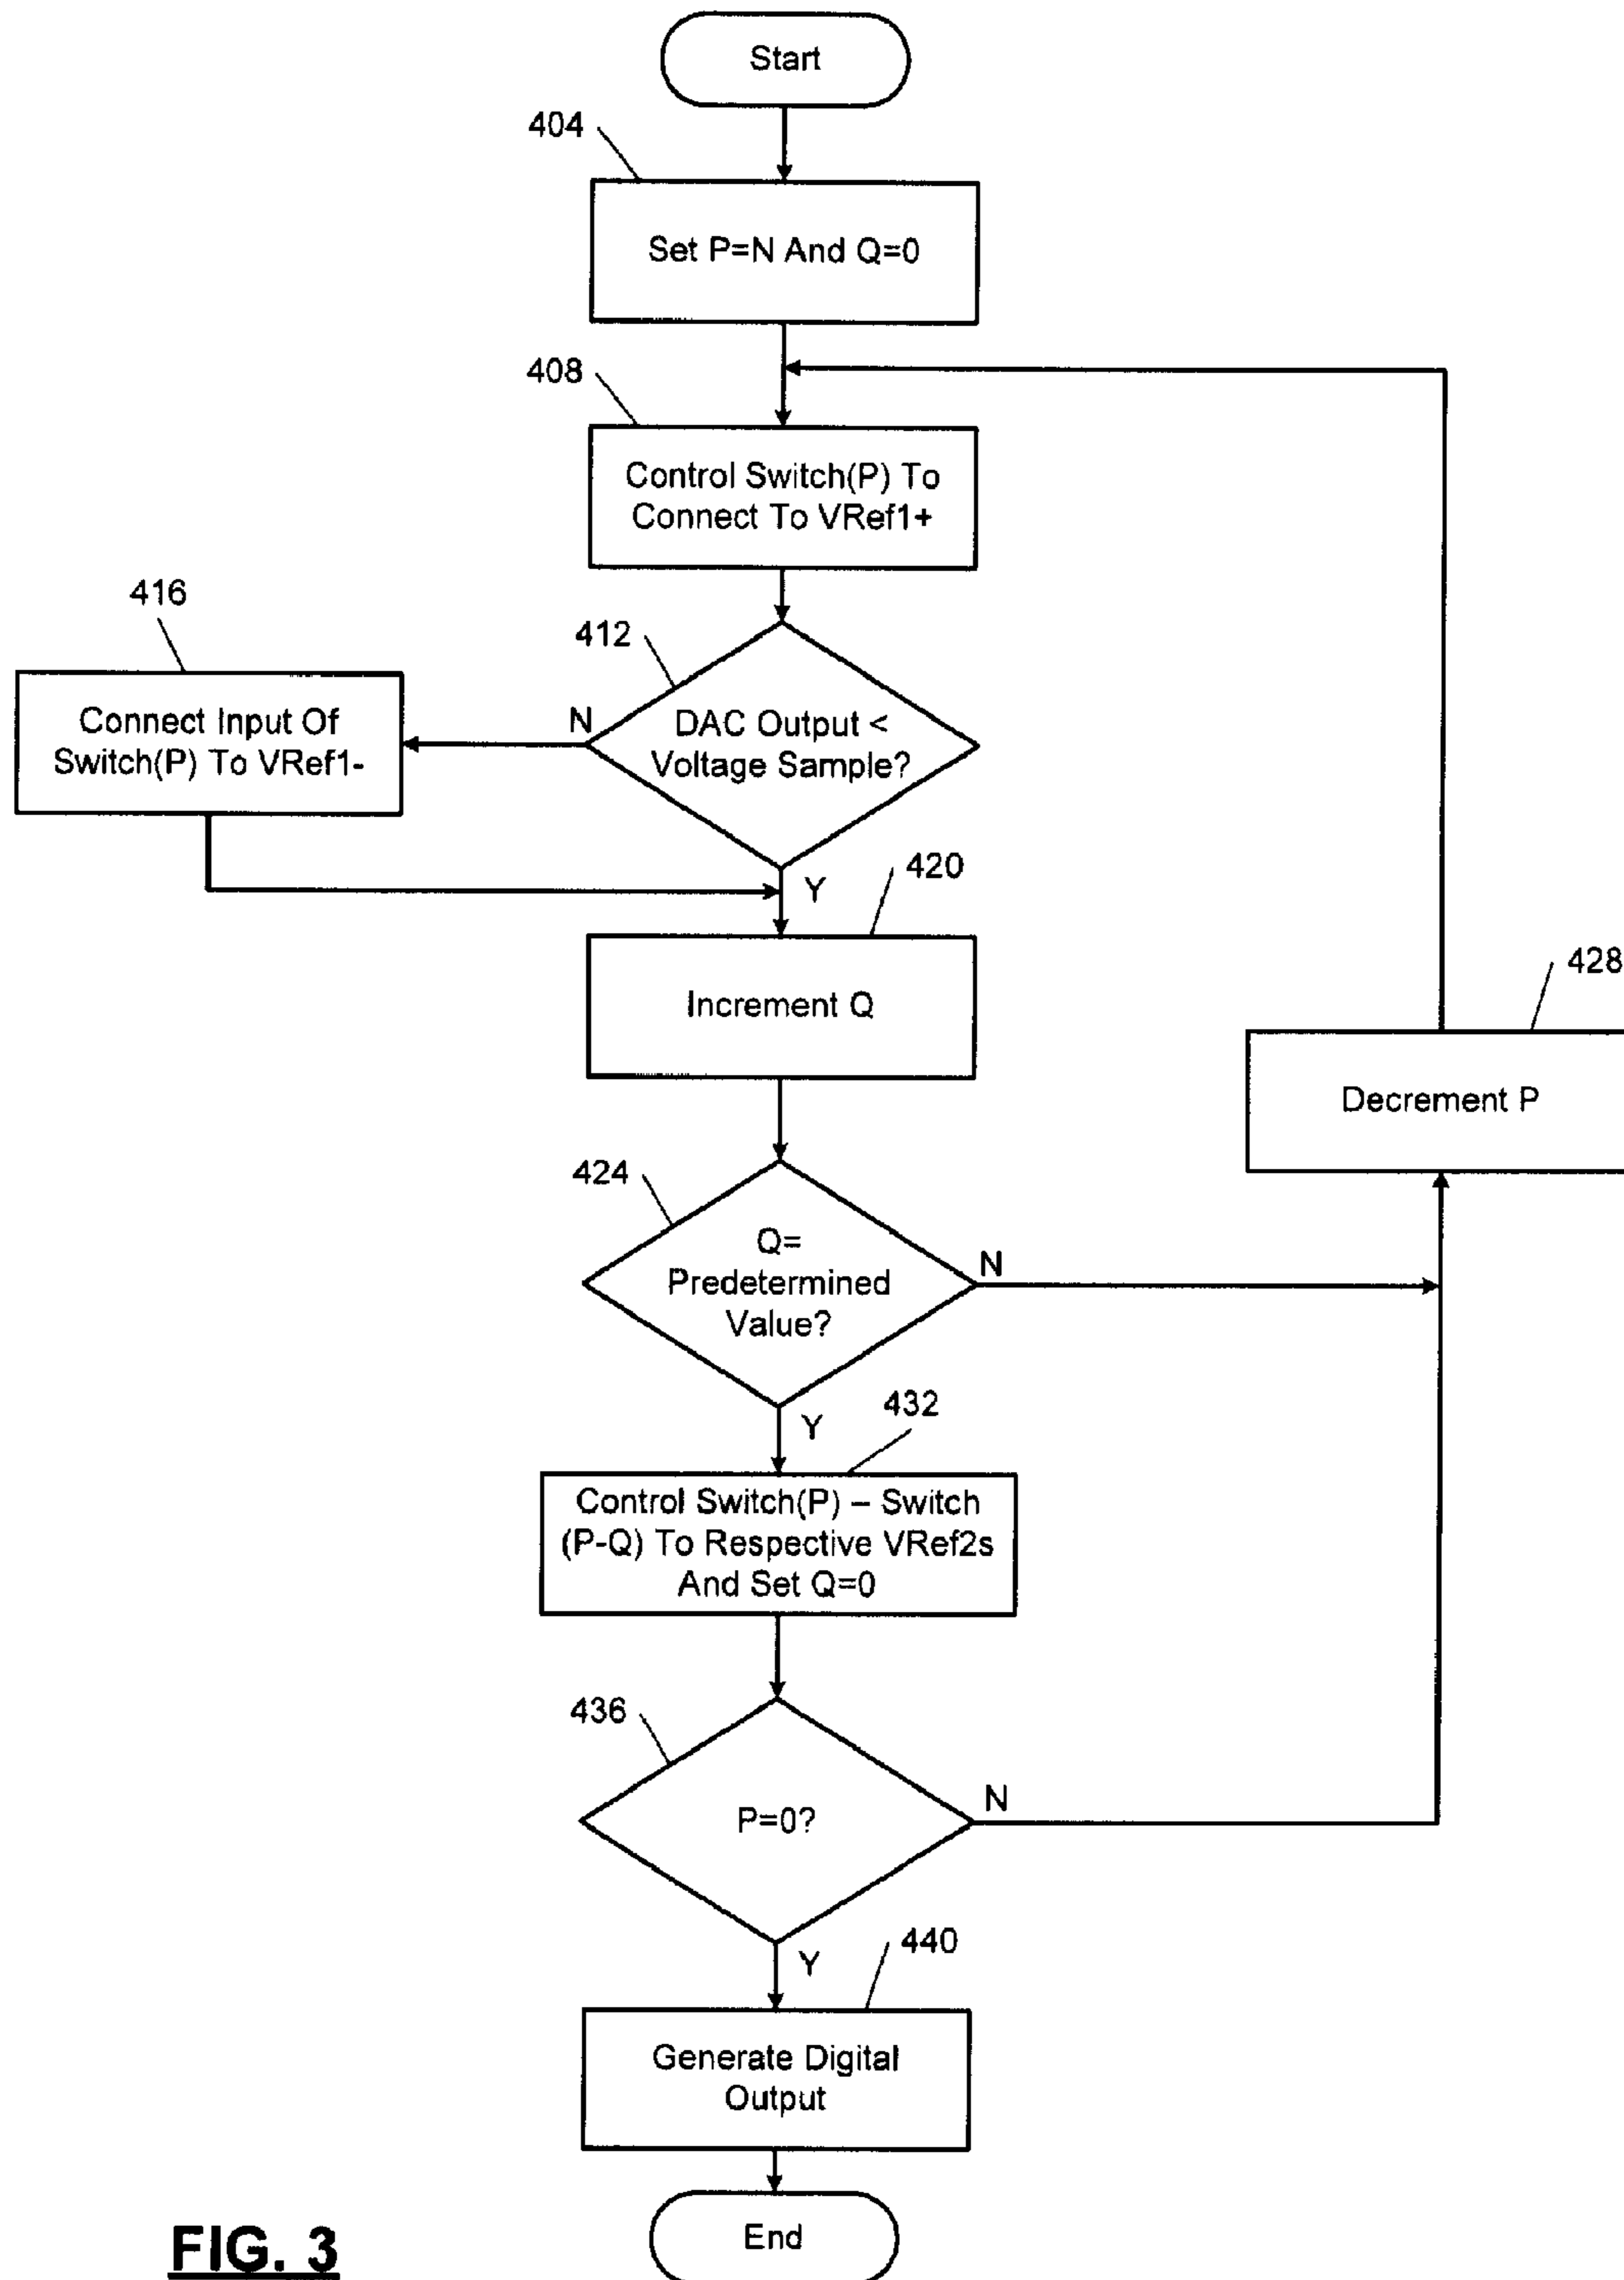 Start
404
Set P=N And Q=0
408
Control Switch(P) To
Connect To VRef1+
416
412
Connect Input Of
Switch(P) To VRef1-
N
DAC Output <
Voltage Sample?
Y
420
Increment Q
428
Decrement P
424
Q=
Predetermined
Value?
N
Y
432
Control Switch(P) – Switch
(P-Q) To Respective VRef2s
And Set Q=0
436
P=0?
N
Y
440
Generate Digital
Output
End
FIG. 3